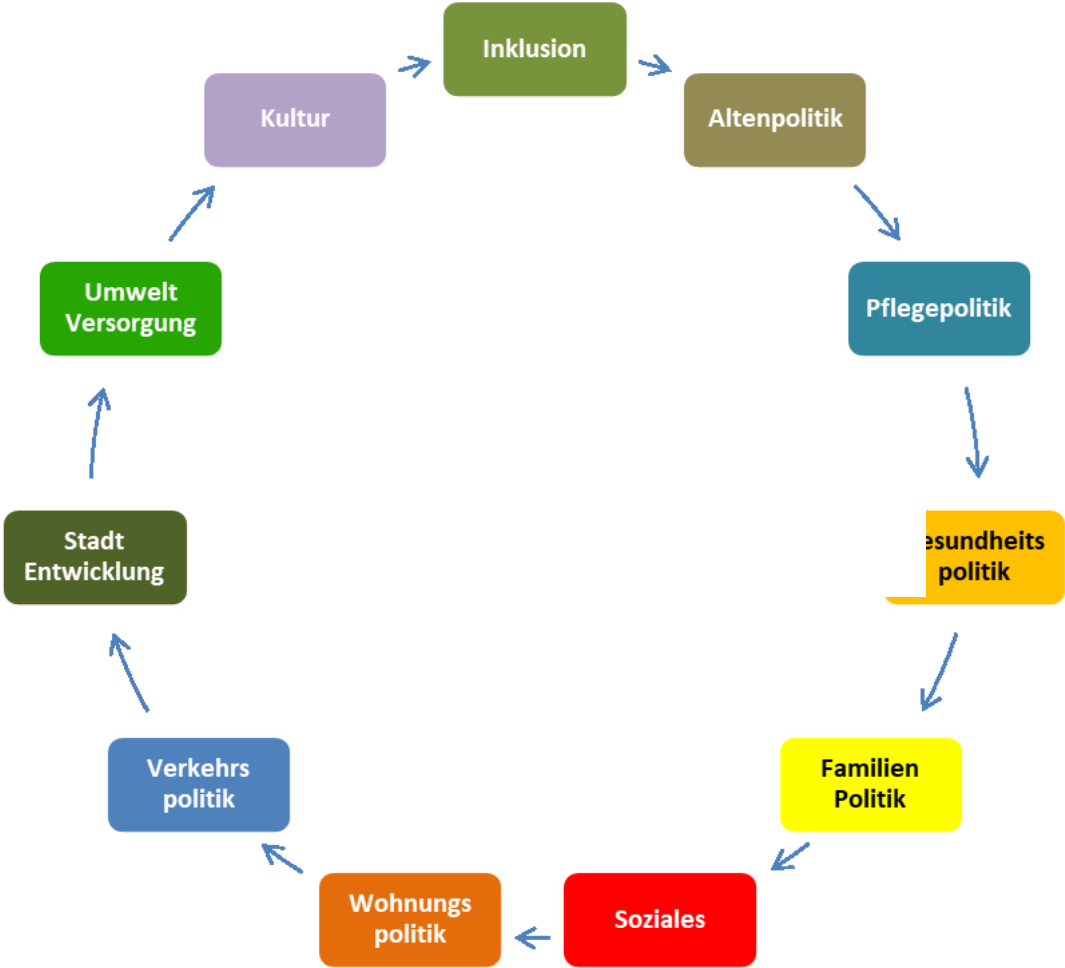 Inklusion
Altenpolitik
Pflegepolitik
esundheits
politik
Familien
Politik
Soziales
Wohnungs
politik
Verkehrs
politik
Stadt
Entwicklung
Umwelt
Versorgung
Kultur